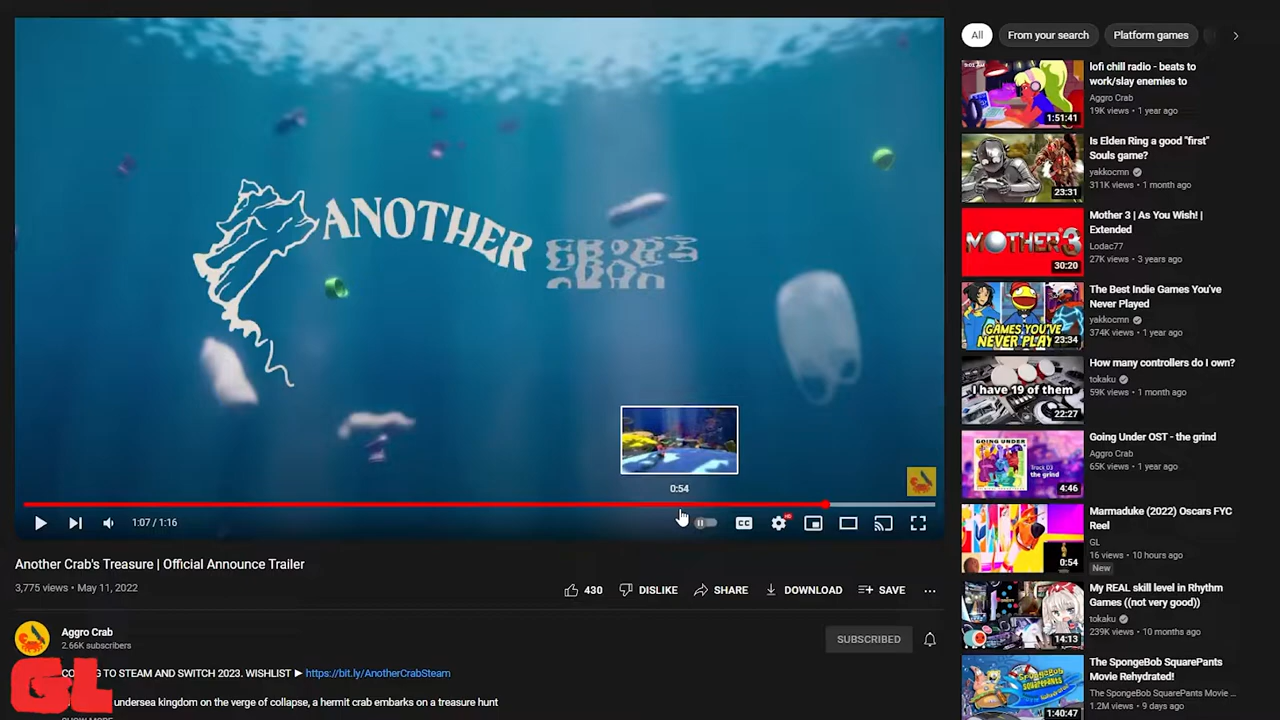 ANOTHER
0:54
1:07 / 1:16
CC
HD
Another Crab's Treasure | Official Announce Trailer
3,775 views • May 11, 2022
430
DISLIKE
SHARE
DOWNLOAD
SAVE
Aggro Crab
2.66K subscribers
SUBSCRIBED
TO STEAM AND SWITCH 2023. WISHLIST ► https://bit.ly/AnotherCrabSteam
undersea kingdom on the verge of collapse, a hermit crab embarks on a treasure hunt
GL
All
From your search
Platform games
lofi chill radio - beats to
work/slay enemies to
Aggro Crab
19K views • 1 year ago
1:51:41
Is Elden Ring a good "first"
Souls game?
yakkocmn
311K views • 1 month ago
23:31
Mother 3 | As You Wish! |
Extended
Lodac77
27K views • 3 years ago
MOTHER3
30:20
The Best Indie Games You've
Never Played
yakkocmn
374K views • 1 year ago
GAMES YOU'VE
NEVER PLAY
23:34
How many controllers do I own?
tokaku
59K views • 1 month ago
I have 19 of them
22:27
Going Under OST - the grind
Aggro Crab
65K views • 1 year ago
GOING UNDER
Track 03
the grind
4:46
Marmaduke (2022) Oscars FYC
Reel
GL
16 views • 10 hours ago
New
0:54
My REAL skill level in Rhythm
Games ((not very good))
tokaku
239K views • 10 months ago
14:13
The SpongeBob SquarePants
Movie Rehydrated!
The SpongeBob SquarePants Movie ...
1.2M views • 9 days ago
1:40:47